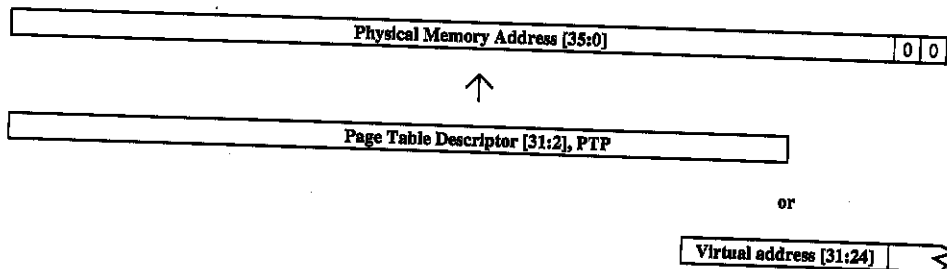 Physical Memory Address [35:0] 0 0
Page Table Descriptor [31:2], PTP
or
Virtual address [31:24]